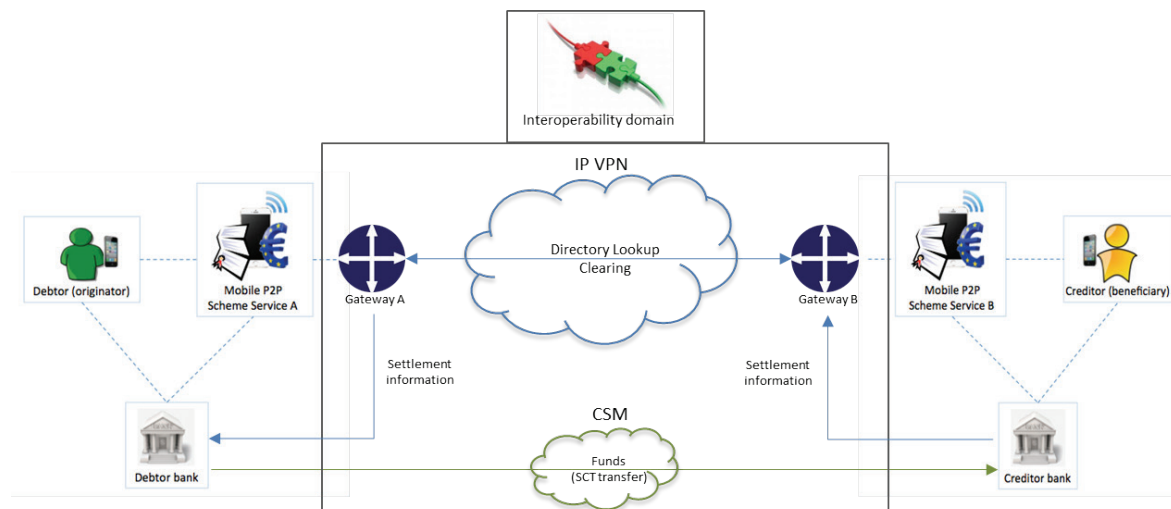 Interoperability domain
IP VPN
Directory Lookup
Clearing
Debtor (originator)
Mobile P2P
Scheme Service A
Gateway A
Gateway B
Mobile P2P
Scheme Service B
Creditor (beneficiary)
Settlement
information
Settlement
information
CSM
Funds
(SCT transfer)
Debtor bank
Creditor bank